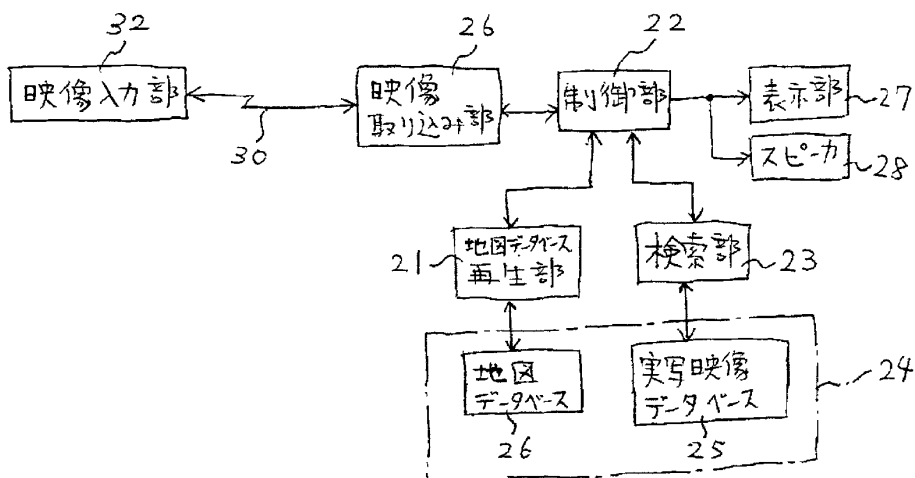 32
映像入力部
30
26
映像
取り込み部
22
制御部
表示部
27
スピーカ
28
21
地図データベース
再生部
検索部
23
地図
データベース
26
実写映像
データベース
25
24